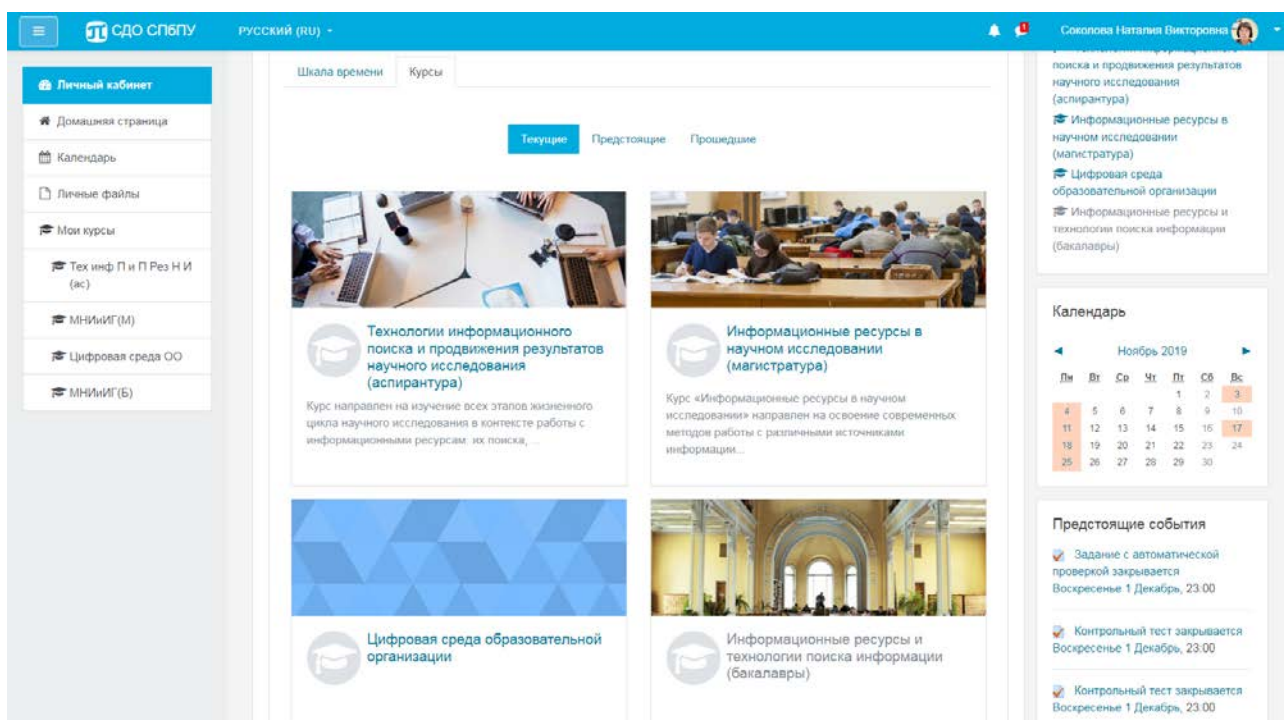 СДО СПбПУ
РУССКИЙ (RU)
1
Соколова Наталия Викторовна
Личный кабинет
Домашняя страница
Календарь
Личные файлы
Мои курсы
Тех инф П и П Рез Н И
(ас)
МНИиИГ(М)
Цифровая среда ОО
МНИиИГ(Б)
Шкала времени
Курсы
Текущие
Предстоящие
Прошедшие
Технологии информационного
поиска и продвижения результатов
научного исследования
(аспирантура)
Курс направлен на изучение всех этапов жизненного
цикла научного исследования в контексте работы с
информационными ресурсам: их поиска, ...
Информационные ресурсы в
научном исследовании
(магистратура)
Курс «Информационные ресурсы в научном
исследовании» направлен на освоение современных
методов работы с различными источниками
информации...
Цифровая среда образовательной
организации
Информационные ресурсы и
технологии поиска информации
(бакалавры)
поиска и продвижения результатов
научного исследования
(аспирантура)
Информационные ресурсы в
научном исследовании
(магистратура)
Цифровая среда
образовательной организации
Информационные ресурсы и
технологии поиска информации
(бакалавры)
Календарь
◄ Ноябрь 2019 ►
Пн Вт Ср Чт Пт Сб Вс
1 2 3
4 5 6 7 8 9 10
11 12 13 14 15 16 17
18 19 20 21 22 23 24
25 26 27 28 29 30
Предстоящие события
Задание с автоматической
проверкой закрывается
Воскресенье 1 Декабрь, 23:00
Контрольный тест закрывается
Воскресенье 1 Декабрь, 23:00
Контрольный тест закрывается
Воскресенье 1 Декабрь, 23:00